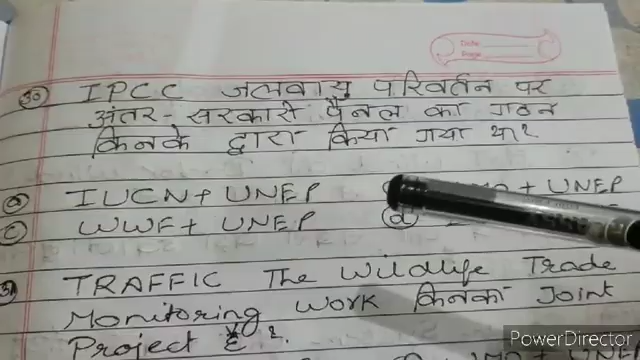 Date
Page
30 IPCC जलवायु परिवर्तन पर
अंतर-सरकारी पैनल का गठन
किनके द्वारा किया गया था?
a IUCN + UNEP + UNEP
c WWF + UNEP d
TRAFFIC The Wildlife Trade
Monitoring Work किनका Joint
Project है?
PowerDirector